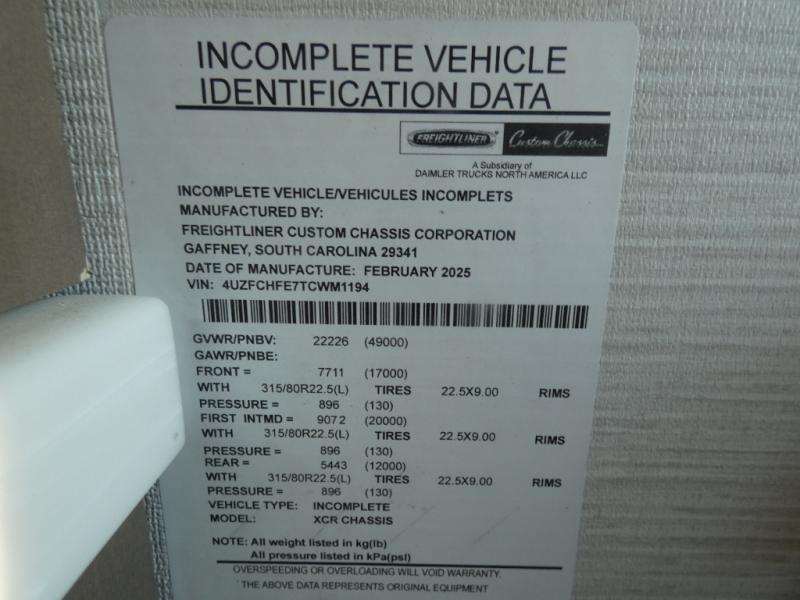 INCOMPLETE VEHICLE
IDENTIFICATION DATA
FREIGHTLINER Custom Chassis
A Subsidiary of
DAIMLER TRUCKS NORTH AMERICA LLC
INCOMPLETE VEHICLE/VEHICULES INCOMPLETS
MANUFACTURED BY:
FREIGHTLINER CUSTOM CHASSIS CORPORATION
GAFFNEY, SOUTH CAROLINA 29341
DATE OF MANUFACTURE: FEBRUARY 2025
VIN: 4UZFCHFE7TCWM1194
GVWR/PNBV: 22226 (49000)
GAWR/PNBE:
FRONT = 7711 (17000)
WITH 315/80R22.5(L) TIRES 22.5X9.00 RIMS
PRESSURE = 896 (130)
FIRST INTMD = 9072 (20000)
WITH 315/80R22.5(L) TIRES 22.5X9.00 RIMS
PRESSURE = 896 (130)
REAR = 5443 (12000)
WITH 315/80R22.5(L) TIRES 22.5X9.00 RIMS
PRESSURE = 896 (130)
VEHICLE TYPE: INCOMPLETE
MODEL: XCR CHASSIS
NOTE: All weight listed in kg(lb)
All pressure listed in kPa(psi)
OVERSPEEDING OR OVERLOADING WILL VOID WARRANTY.
THE ABOVE DATA REPRESENTS ORIGINAL EQUIPMENT